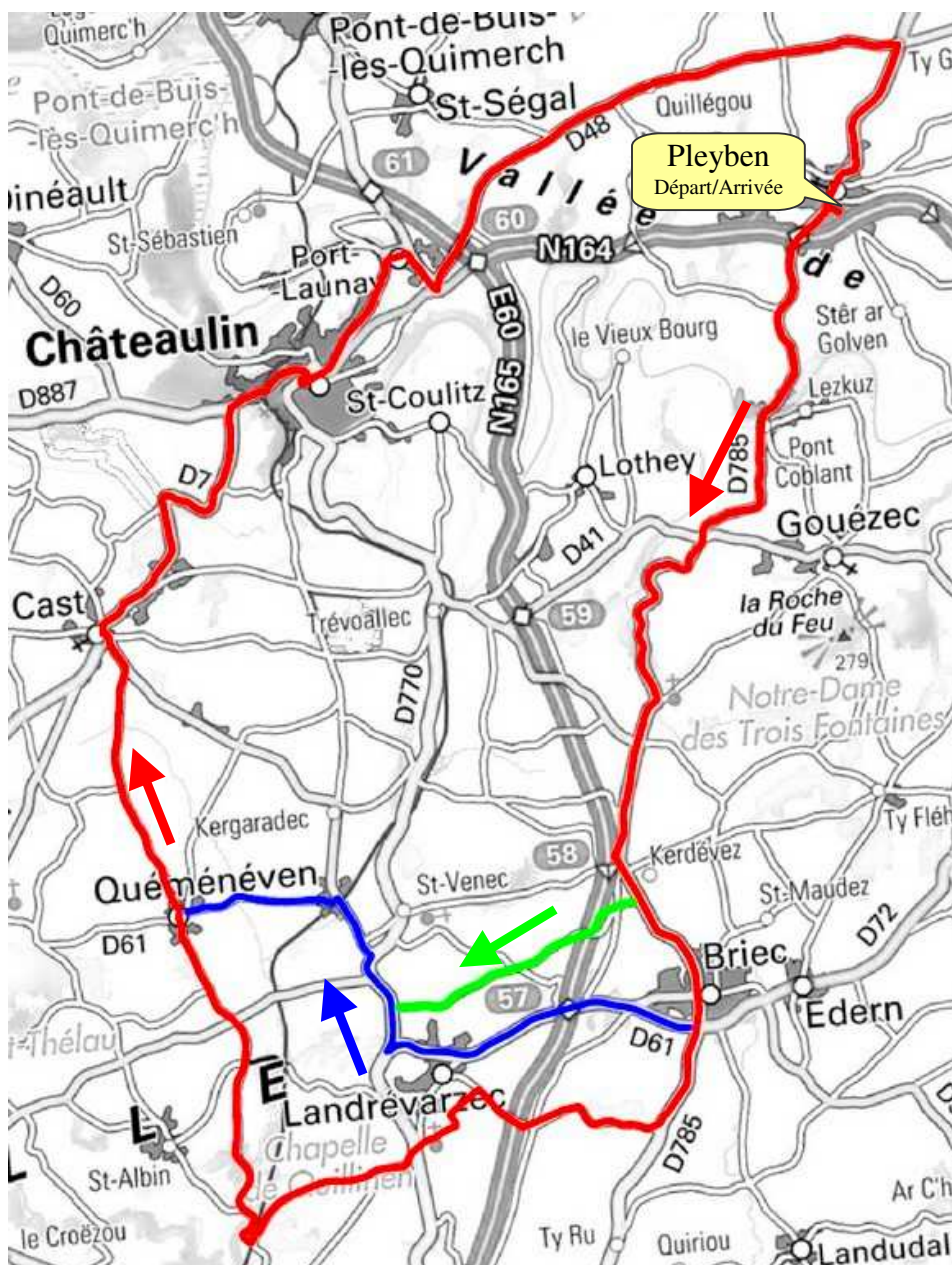 Quimerc'h
Pont-de-Buis-
-lès-Quimerch
Ty G
Pont-de-Buis-
-lès-Quimerc'h
St-Ségal
Quillégou
D48
61
Vallée
de
Pleyben
Départ/Arrivée
inéault
St-Sébastien
60
Port-
-Launay
N164
D60
E60
N165
Stêr ar
Golven
Châteaulin
le Vieux Bourg
D887
St-Coulitz
Lezkuz
D785
Pont
Coblant
Lothey
D7
Gouézec
D41
Cast
Trévoallec
59
la Roche
du Feu
279
D770
Notre-Dame
des Trois Fontaines
Kergaradec
58
Kerdévez
Ty Fléh
Quéménéven
St-Venec
St-Maudez
D72
D61
Briec
57
Edern
-Thélau
D61
E
Landrévarzec
L
Chapelle
de Quillinen
D785
St-Albin
L
Ar C'h
le Croëzou
Ty Ru
Quiriou
Landudal